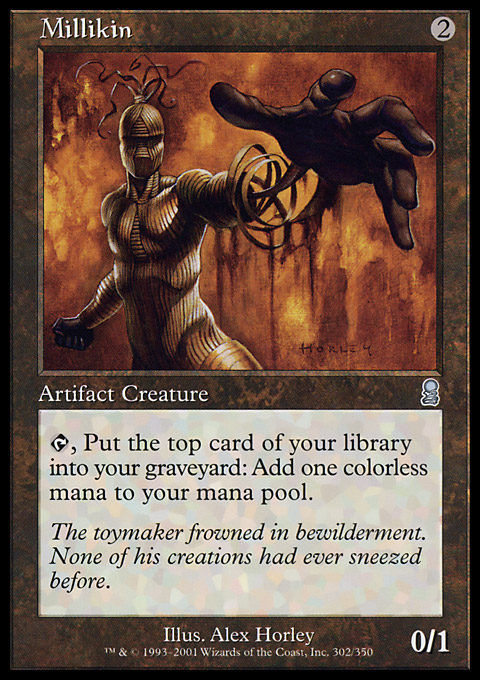 Millikin 2
HORLEY
Artifact Creature
, Put the top card of your library
into your graveyard: Add one colorless
mana to your mana pool.
The toymaker frowned in bewilderment.
None of his creations had ever sneezed
before.
Illus. Alex Horley
™ & © 1993–2001 Wizards of the Coast, Inc. 302/350
0/1